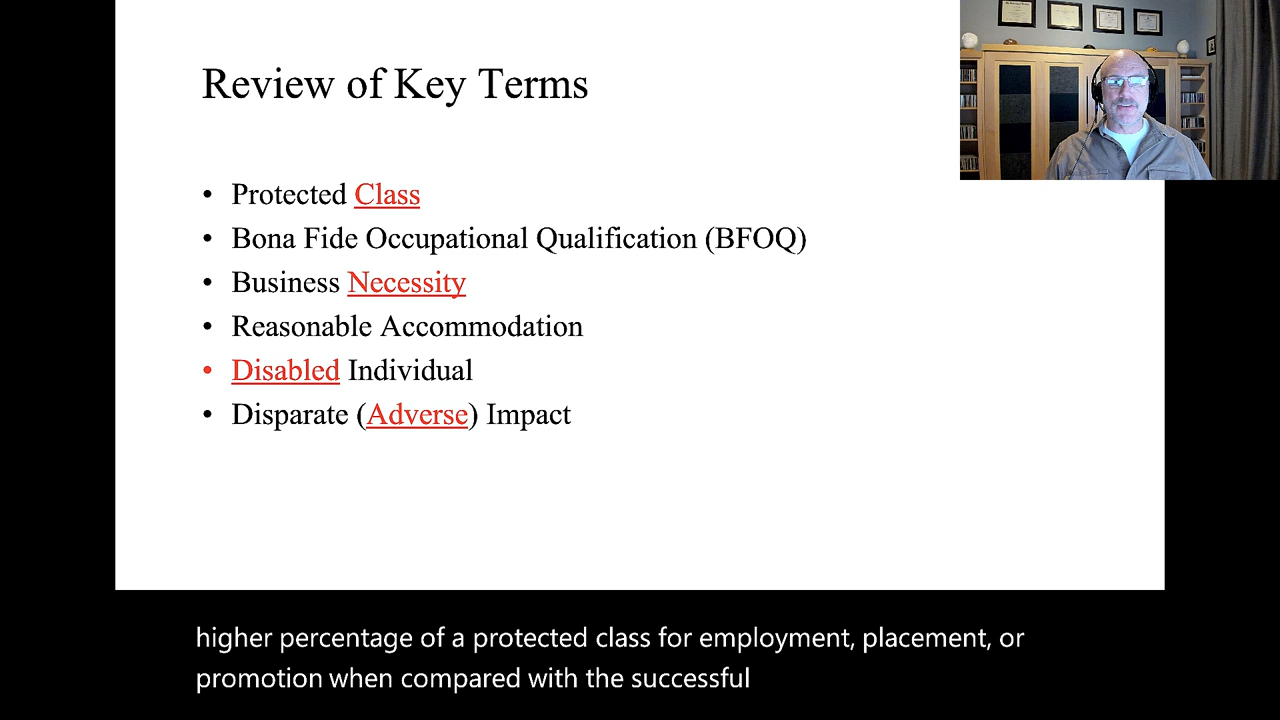 Review of Key Terms
• Protected Class
• Bona Fide Occupational Qualification (BFOQ)
• Business Necessity
• Reasonable Accommodation
• Disabled Individual
• Disparate (Adverse) Impact
higher percentage of a protected class for employment, placement, or
promotion when compared with the successful